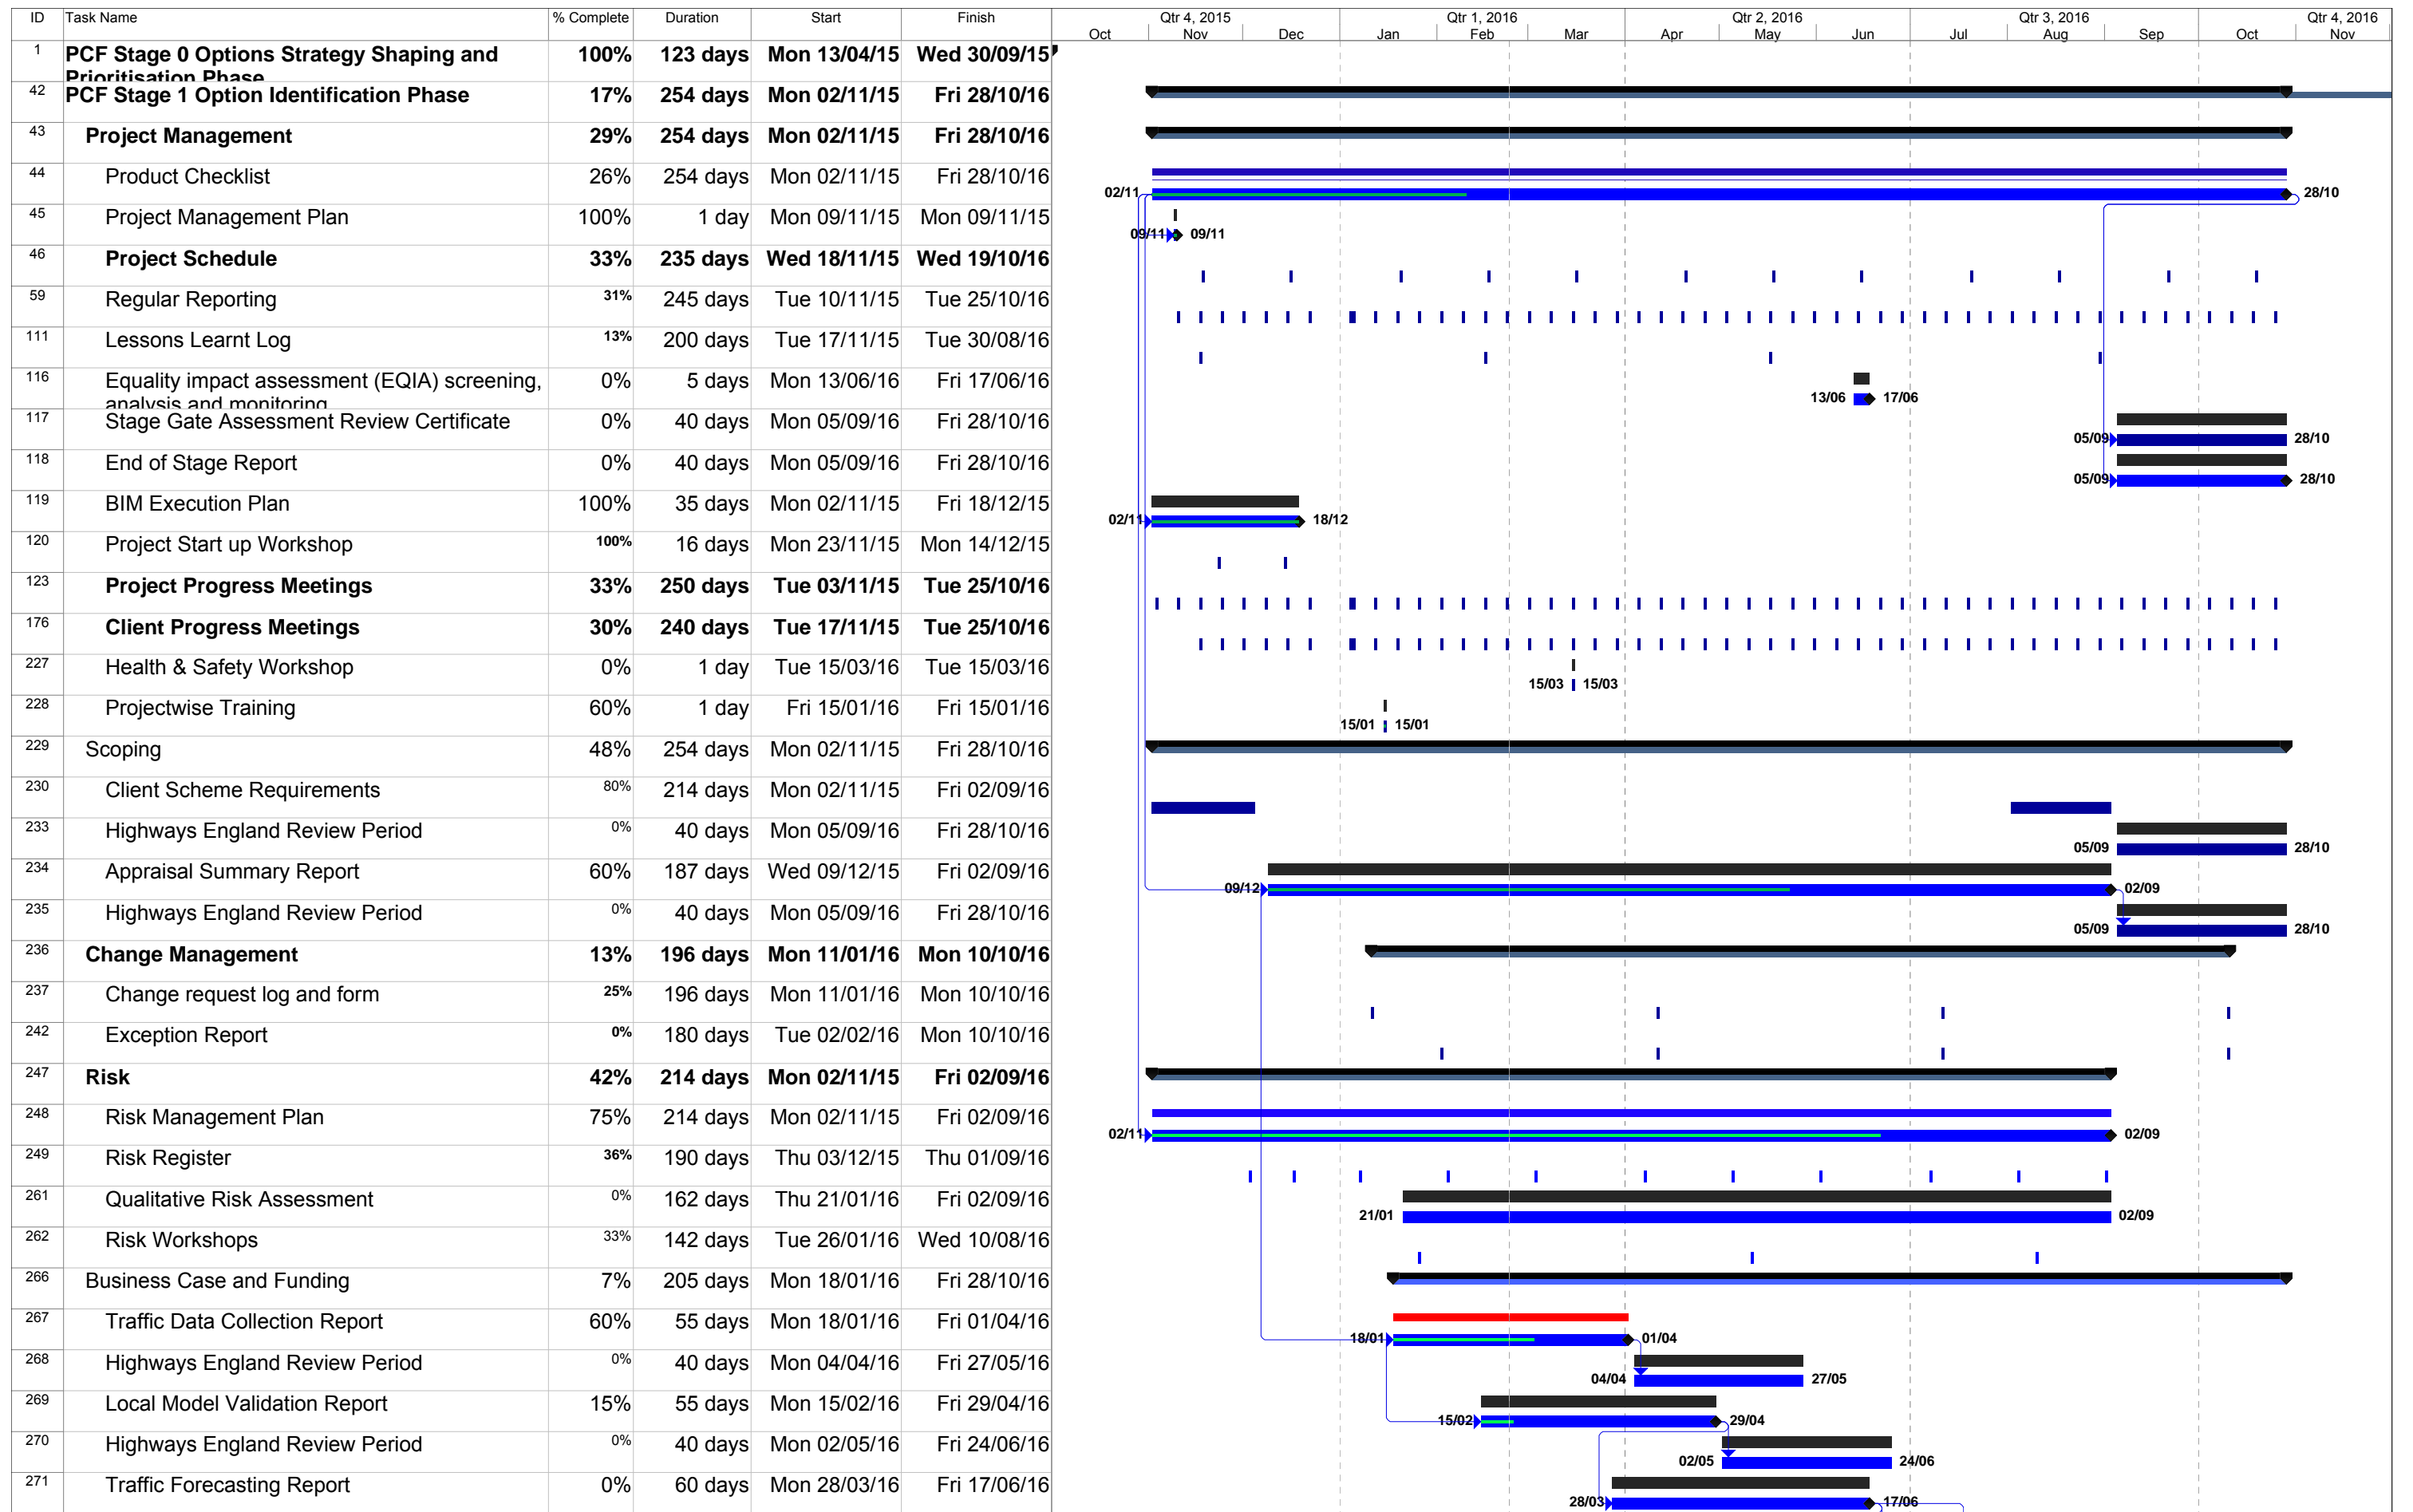 ID Task Name % Complete Duration Start Finish Qtr 4, 2015 Qtr 1, 2016 Qtr 2, 2016 Qtr 3, 2016 Qtr 4, 2016
Oct Nov Dec Jan Feb Mar Apr May Jun Jul Aug Sep Oct Nov
1 PCF Stage 0 Options Strategy Shaping and 100% 123 days Mon 13/04/15 Wed 30/09/15
Prioritisation Phase
42 PCF Stage 1 Option Identification Phase 17% 254 days Mon 02/11/15 Fri 28/10/16
43 Project Management 29% 254 days Mon 02/11/15 Fri 28/10/16
44 Product Checklist 26% 254 days Mon 02/11/15 Fri 28/10/16
02/11 28/10
45 Project Management Plan 100% 1 day Mon 09/11/15 Mon 09/11/15
09/11 09/11
46 Project Schedule 33% 235 days Wed 18/11/15 Wed 19/10/16
59 Regular Reporting 31% 245 days Tue 10/11/15 Tue 25/10/16
111 Lessons Learnt Log 13% 200 days Tue 17/11/15 Tue 30/08/16
116 Equality impact assessment (EQIA) screening, 0% 5 days Mon 13/06/16 Fri 17/06/16
analysis and monitoring 13/06 17/06
117 Stage Gate Assessment Review Certificate 0% 40 days Mon 05/09/16 Fri 28/10/16
05/09 28/10
118 End of Stage Report 0% 40 days Mon 05/09/16 Fri 28/10/16
05/09 28/10
119 BIM Execution Plan 100% 35 days Mon 02/11/15 Fri 18/12/15
02/11 18/12
120 Project Start up Workshop 100% 16 days Mon 23/11/15 Mon 14/12/15
123 Project Progress Meetings 33% 250 days Tue 03/11/15 Tue 25/10/16
176 Client Progress Meetings 30% 240 days Tue 17/11/15 Tue 25/10/16
227 Health & Safety Workshop 0% 1 day Tue 15/03/16 Tue 15/03/16
15/03 15/03
228 Projectwise Training 60% 1 day Fri 15/01/16 Fri 15/01/16
15/01 15/01
229 Scoping 48% 254 days Mon 02/11/15 Fri 28/10/16
230 Client Scheme Requirements 80% 214 days Mon 02/11/15 Fri 02/09/16
233 Highways England Review Period 0% 40 days Mon 05/09/16 Fri 28/10/16
05/09 28/10
234 Appraisal Summary Report 60% 187 days Wed 09/12/15 Fri 02/09/16
09/12 02/09
235 Highways England Review Period 0% 40 days Mon 05/09/16 Fri 28/10/16
05/09 28/10
236 Change Management 13% 196 days Mon 11/01/16 Mon 10/10/16
237 Change request log and form 25% 196 days Mon 11/01/16 Mon 10/10/16
242 Exception Report 0% 180 days Tue 02/02/16 Mon 10/10/16
247 Risk 42% 214 days Mon 02/11/15 Fri 02/09/16
248 Risk Management Plan 75% 214 days Mon 02/11/15 Fri 02/09/16
02/11 02/09
249 Risk Register 36% 190 days Thu 03/12/15 Thu 01/09/16
261 Qualitative Risk Assessment 0% 162 days Thu 21/01/16 Fri 02/09/16
21/01 02/09
262 Risk Workshops 33% 142 days Tue 26/01/16 Wed 10/08/16
266 Business Case and Funding 7% 205 days Mon 18/01/16 Fri 28/10/16
267 Traffic Data Collection Report 60% 55 days Mon 18/01/16 Fri 01/04/16
18/01 01/04
268 Highways England Review Period 0% 40 days Mon 04/04/16 Fri 27/05/16
04/04 27/05
269 Local Model Validation Report 15% 55 days Mon 15/02/16 Fri 29/04/16
15/02 29/04
270 Highways England Review Period 0% 40 days Mon 02/05/16 Fri 24/06/16
02/05 24/06
271 Traffic Forecasting Report 0% 60 days Mon 28/03/16 Fri 17/06/16
28/03 17/06